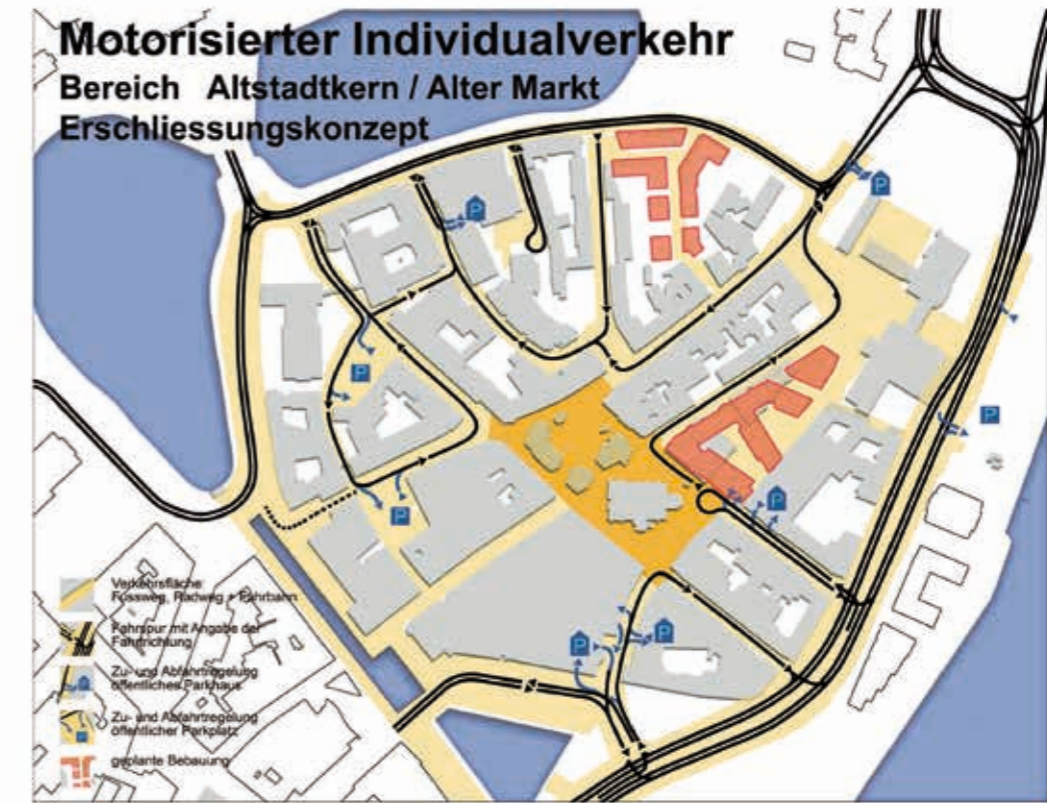 Motorisierter Individualverkehr
Bereich Altstadtkern / Alter Markt
Erschliessungskonzept
P
P
P
P
P
P
P
P
Verkehrsfläche
Fussweg, Radweg + Fahrbahn
Fahrspur mit Angabe der
Fahrtrichtung
Zu- und Abfahrtregelung
öffentliches Parkhaus
P
Zu- und Abfahrtregelung
öffentlicher Parkplatz
P
geplante Bebauung